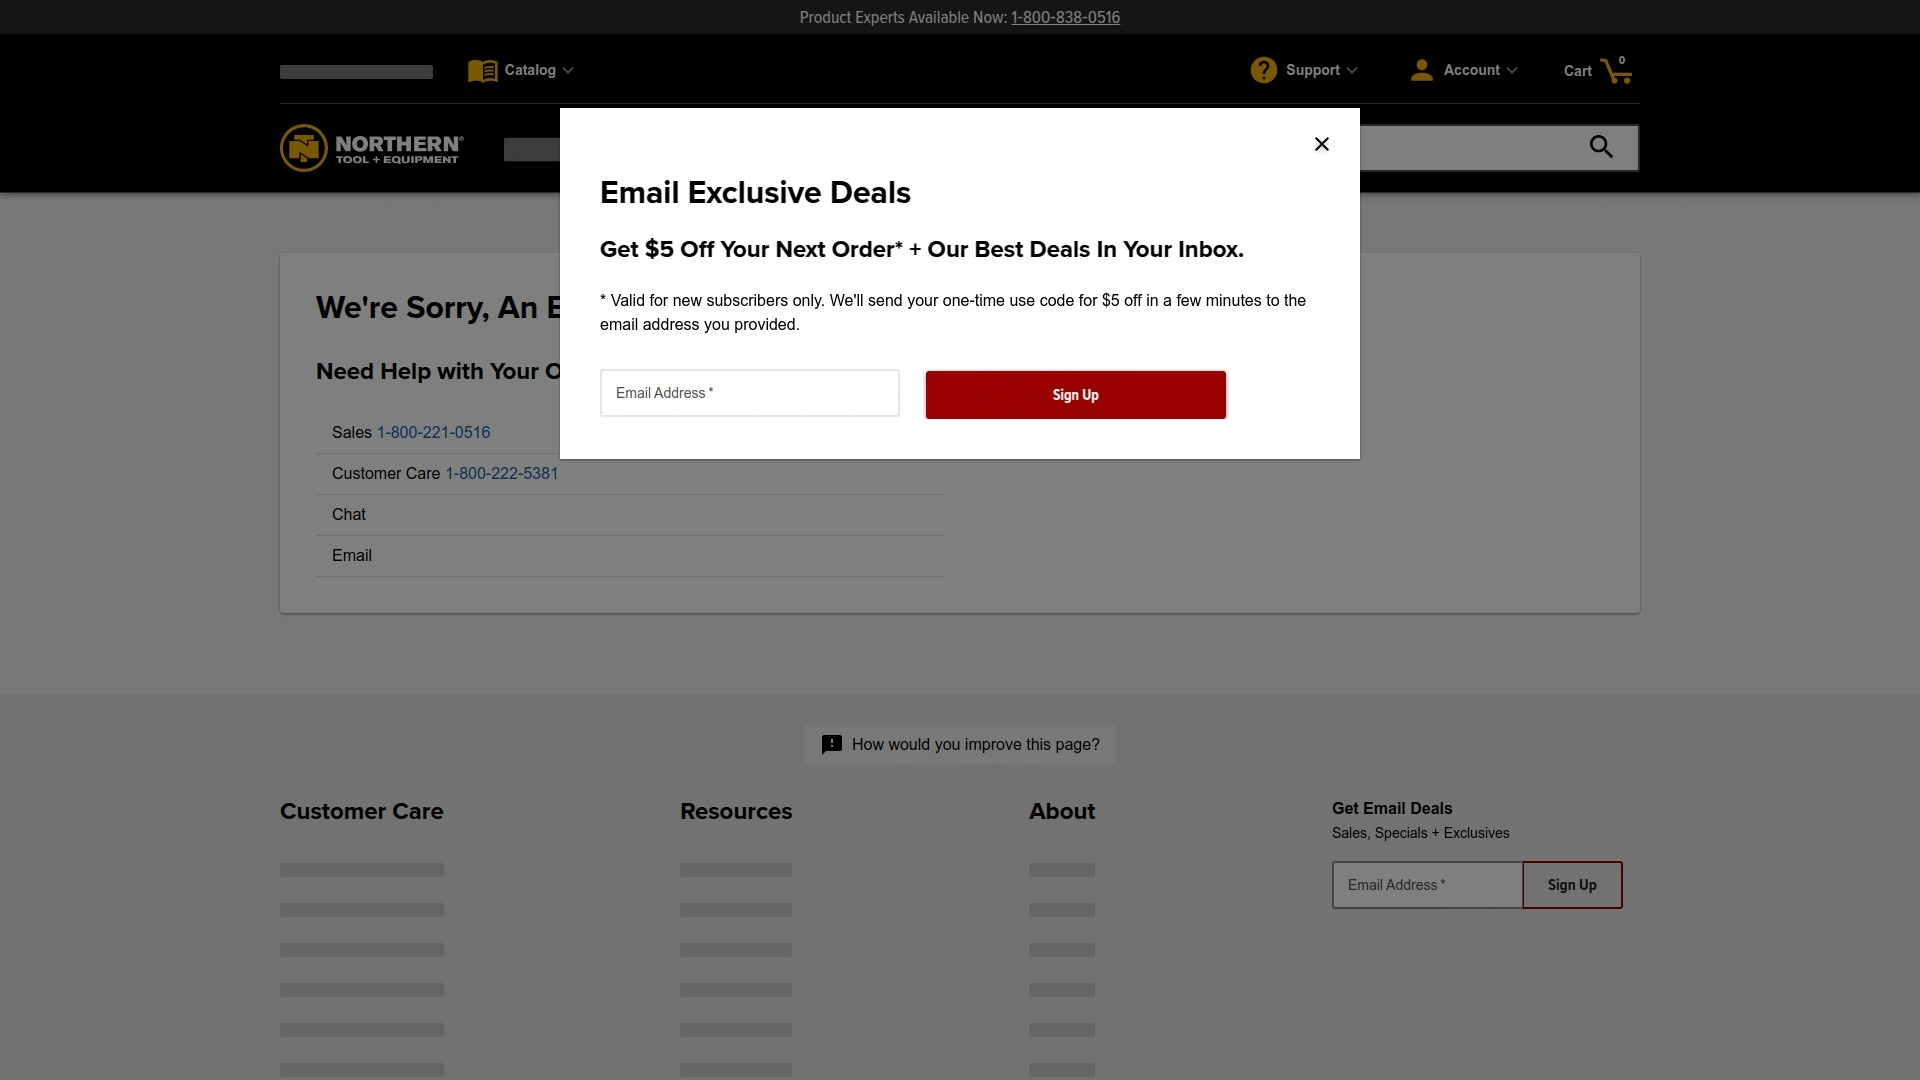 Product Experts Available Now: 1-800-838-0516
Catalog
Support
Account
Cart
0
NORTHERN®
TOOL + EQUIPMENT
Email Exclusive Deals
Get $5 Off Your Next Order* + Our Best Deals In Your Inbox.
* Valid for new subscribers only. We'll send your one-time use code for $5 off in a few minutes to the
email address you provided.
Email Address *
Sign Up
We're Sorry, An
Need Help with Your
Sales 1-800-221-0516
Customer Care 1-800-222-5381
Chat
Email
How would you improve this page?
Customer Care
Resources
About
Get Email Deals
Sales, Specials + Exclusives
Email Address *
Sign Up